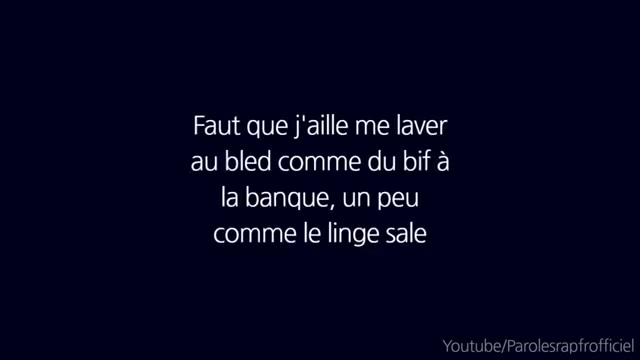 Faut que j'aille me laver
au bled comme du bif à
la banque, un peu
comme le linge sale
Youtube/Parolesrapfrofficiel